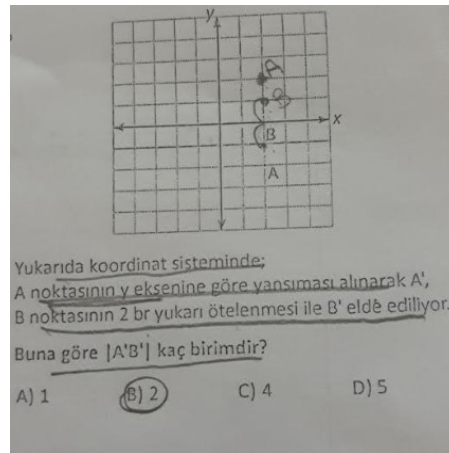 y
A
B
x
B
A
Yukarıda koordinat sisteminde;
A noktasının y eksenine göre yansıması alınarak A',
B noktasının 2 br yukarı ötelenmesi ile B' elde ediliyor.
Buna göre |A'B'| kaç birimdir?
A) 1 B) 2 C) 4 D) 5